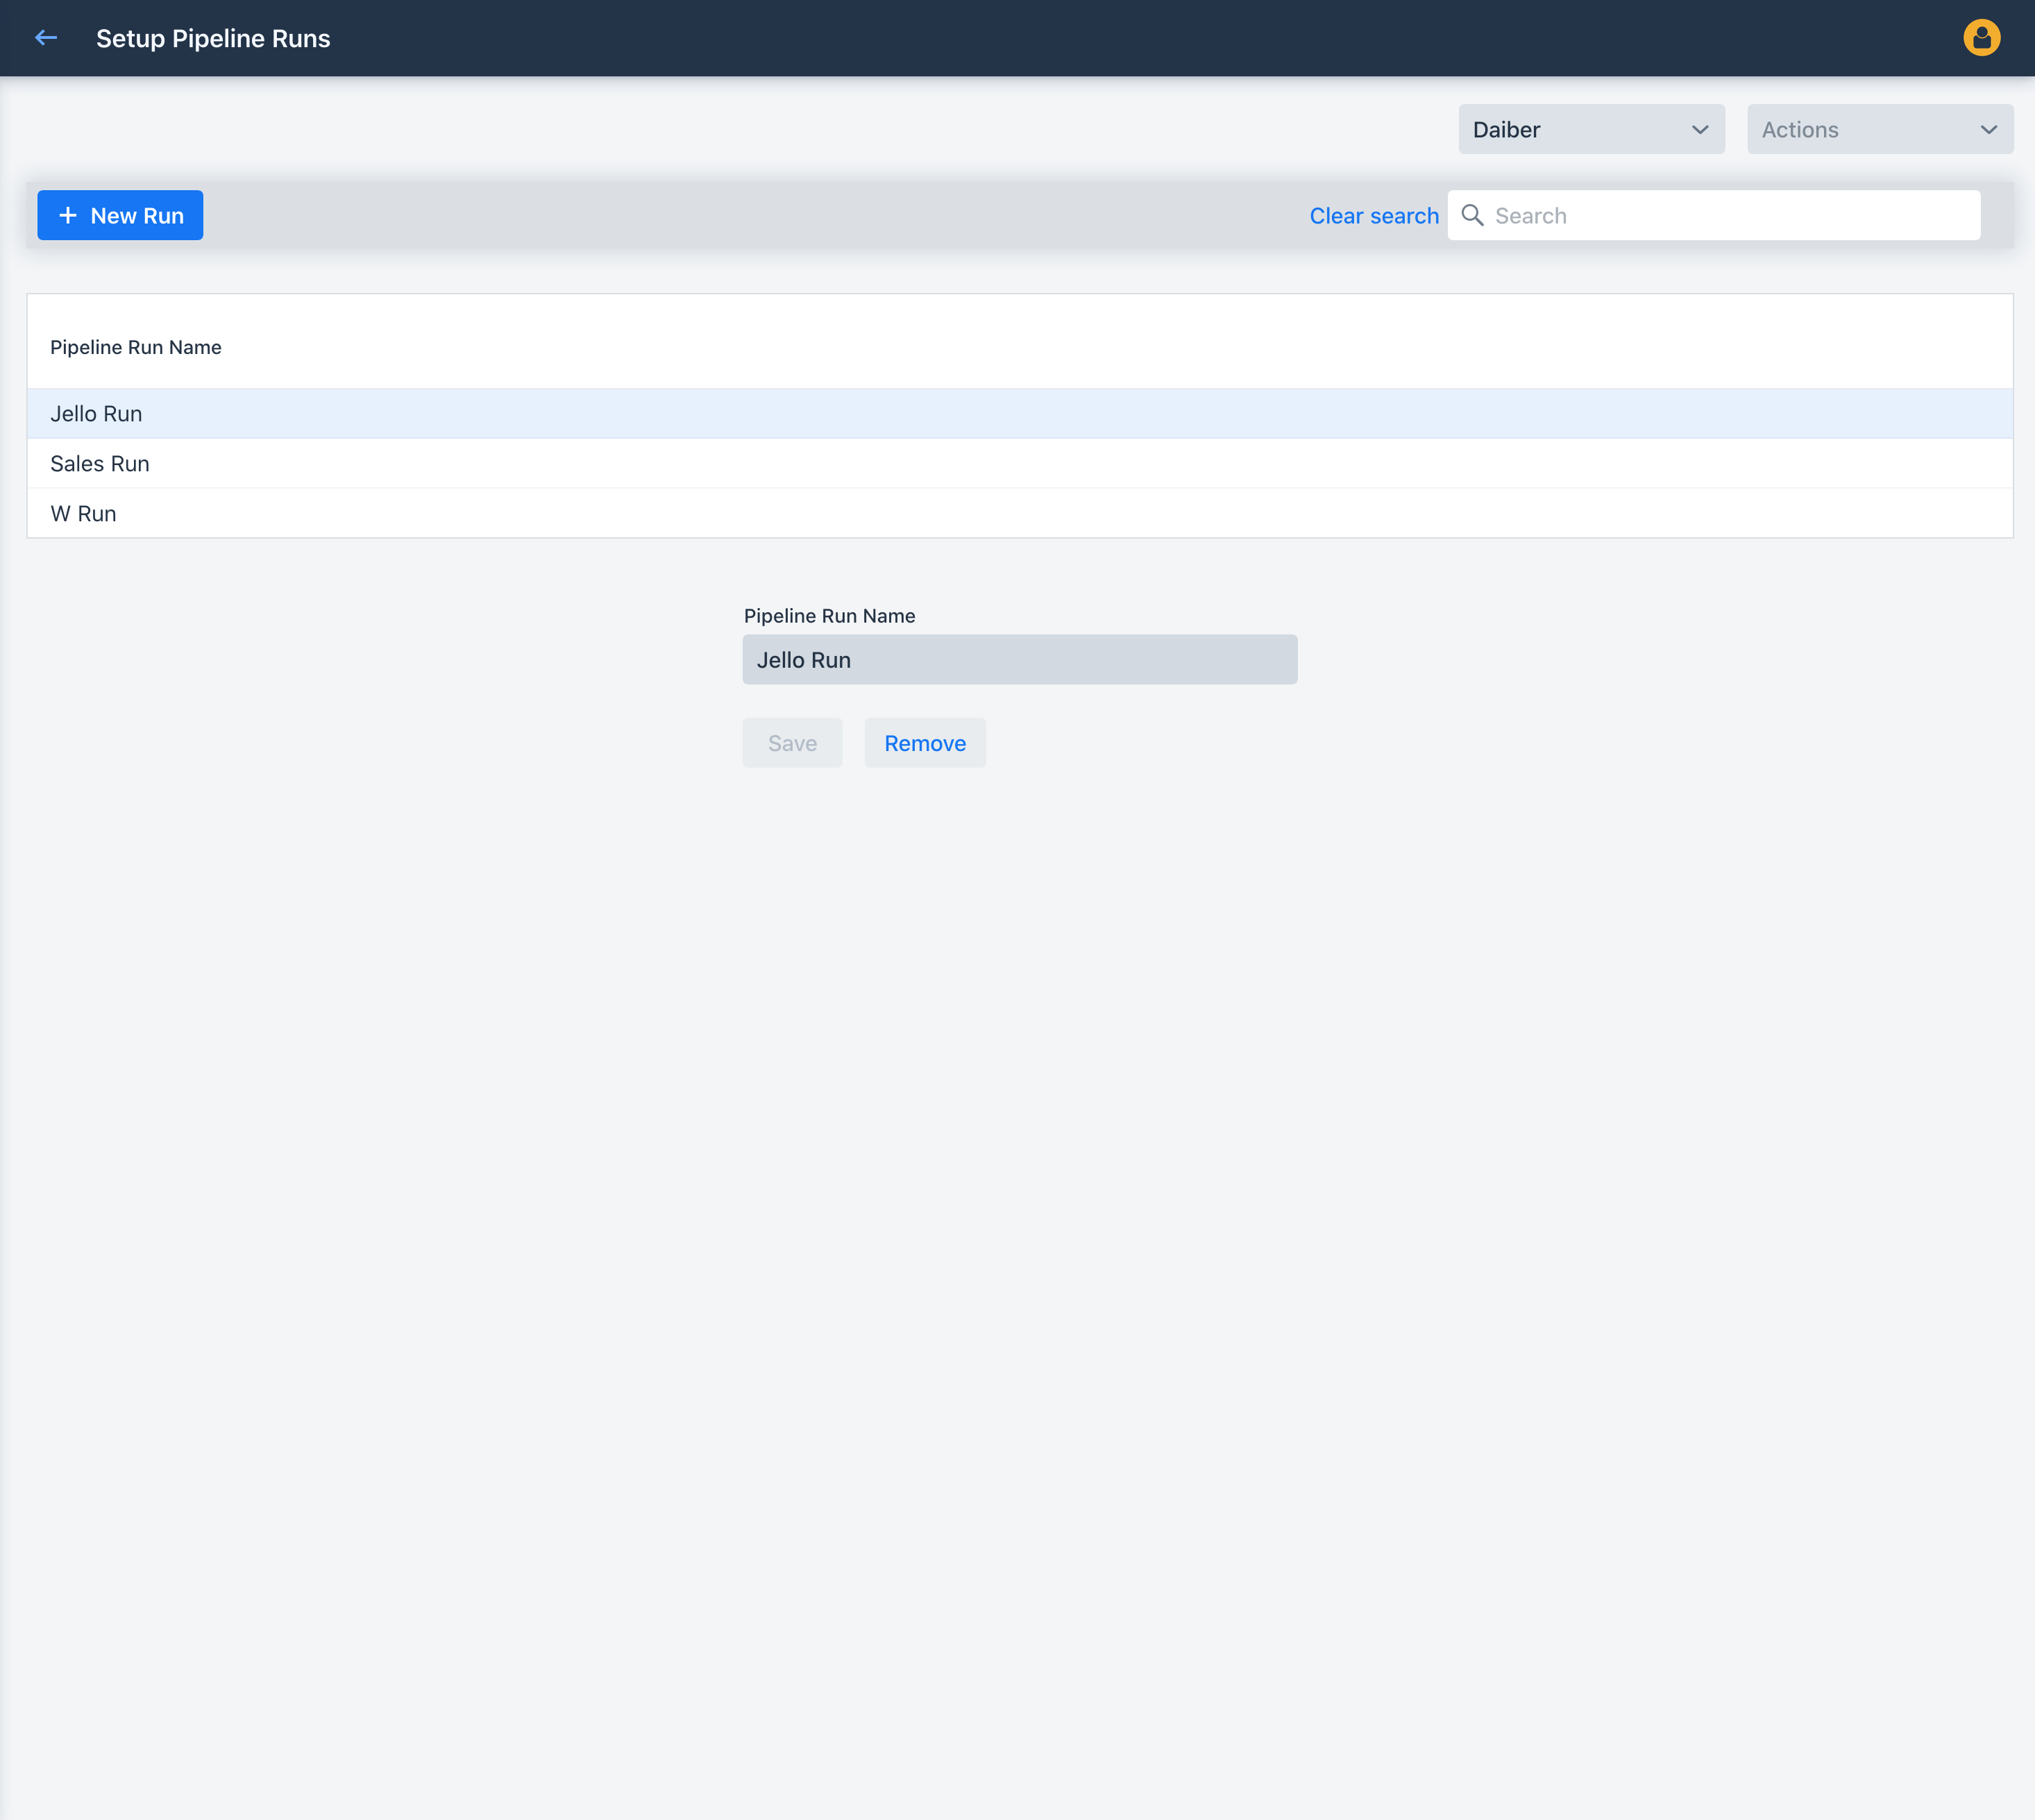 Setup Pipeline Runs
Daiber
Actions
New Run
Clear search
Search
Pipeline Run Name
Jello Run
Sales Run
W Run
Pipeline Run Name
Jello Run
Save
Remove